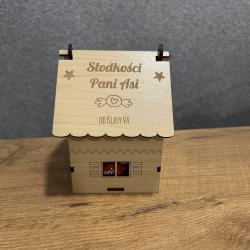 Słodkości
Pani Asi
OD KLASY VA